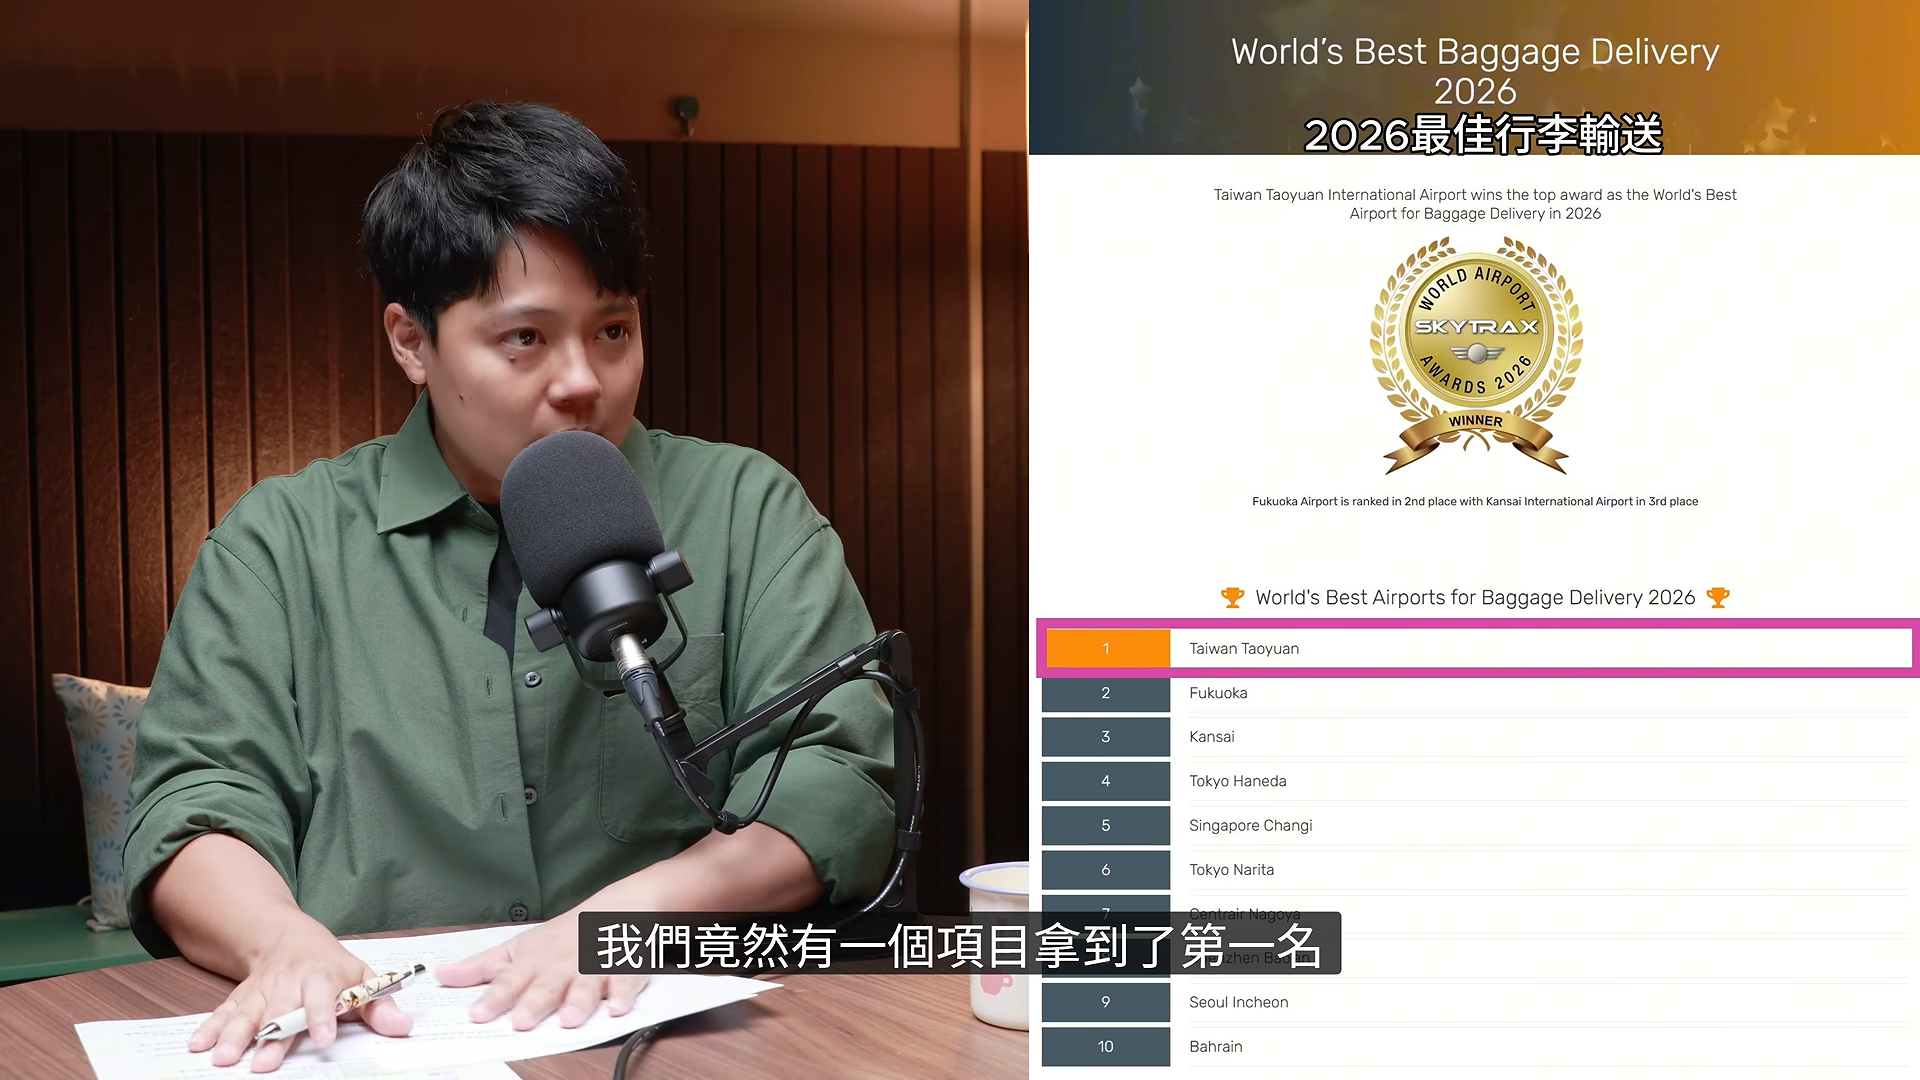 World's Best Baggage Delivery
2026
2026最佳行李輸送
Taiwan Taoyuan International Airport wins the top award as the World's Best
Airport for Baggage Delivery in 2026
WORLD AIRPORT
SKYTRAX
AWARDS 2026
WINNER
Fukuoka Airport is ranked in 2nd place with Kansai International Airport in 3rd place
World's Best Airports for Baggage Delivery 2026
1 Taiwan Taoyuan
2 Fukuoka
3 Kansai
4 Tokyo Haneda
5 Singapore Changi
6 Tokyo Narita
7 Centrair Nagoya
我們竟然有一個項目拿到了第一名
9 Seoul Incheon
10 Bahrain